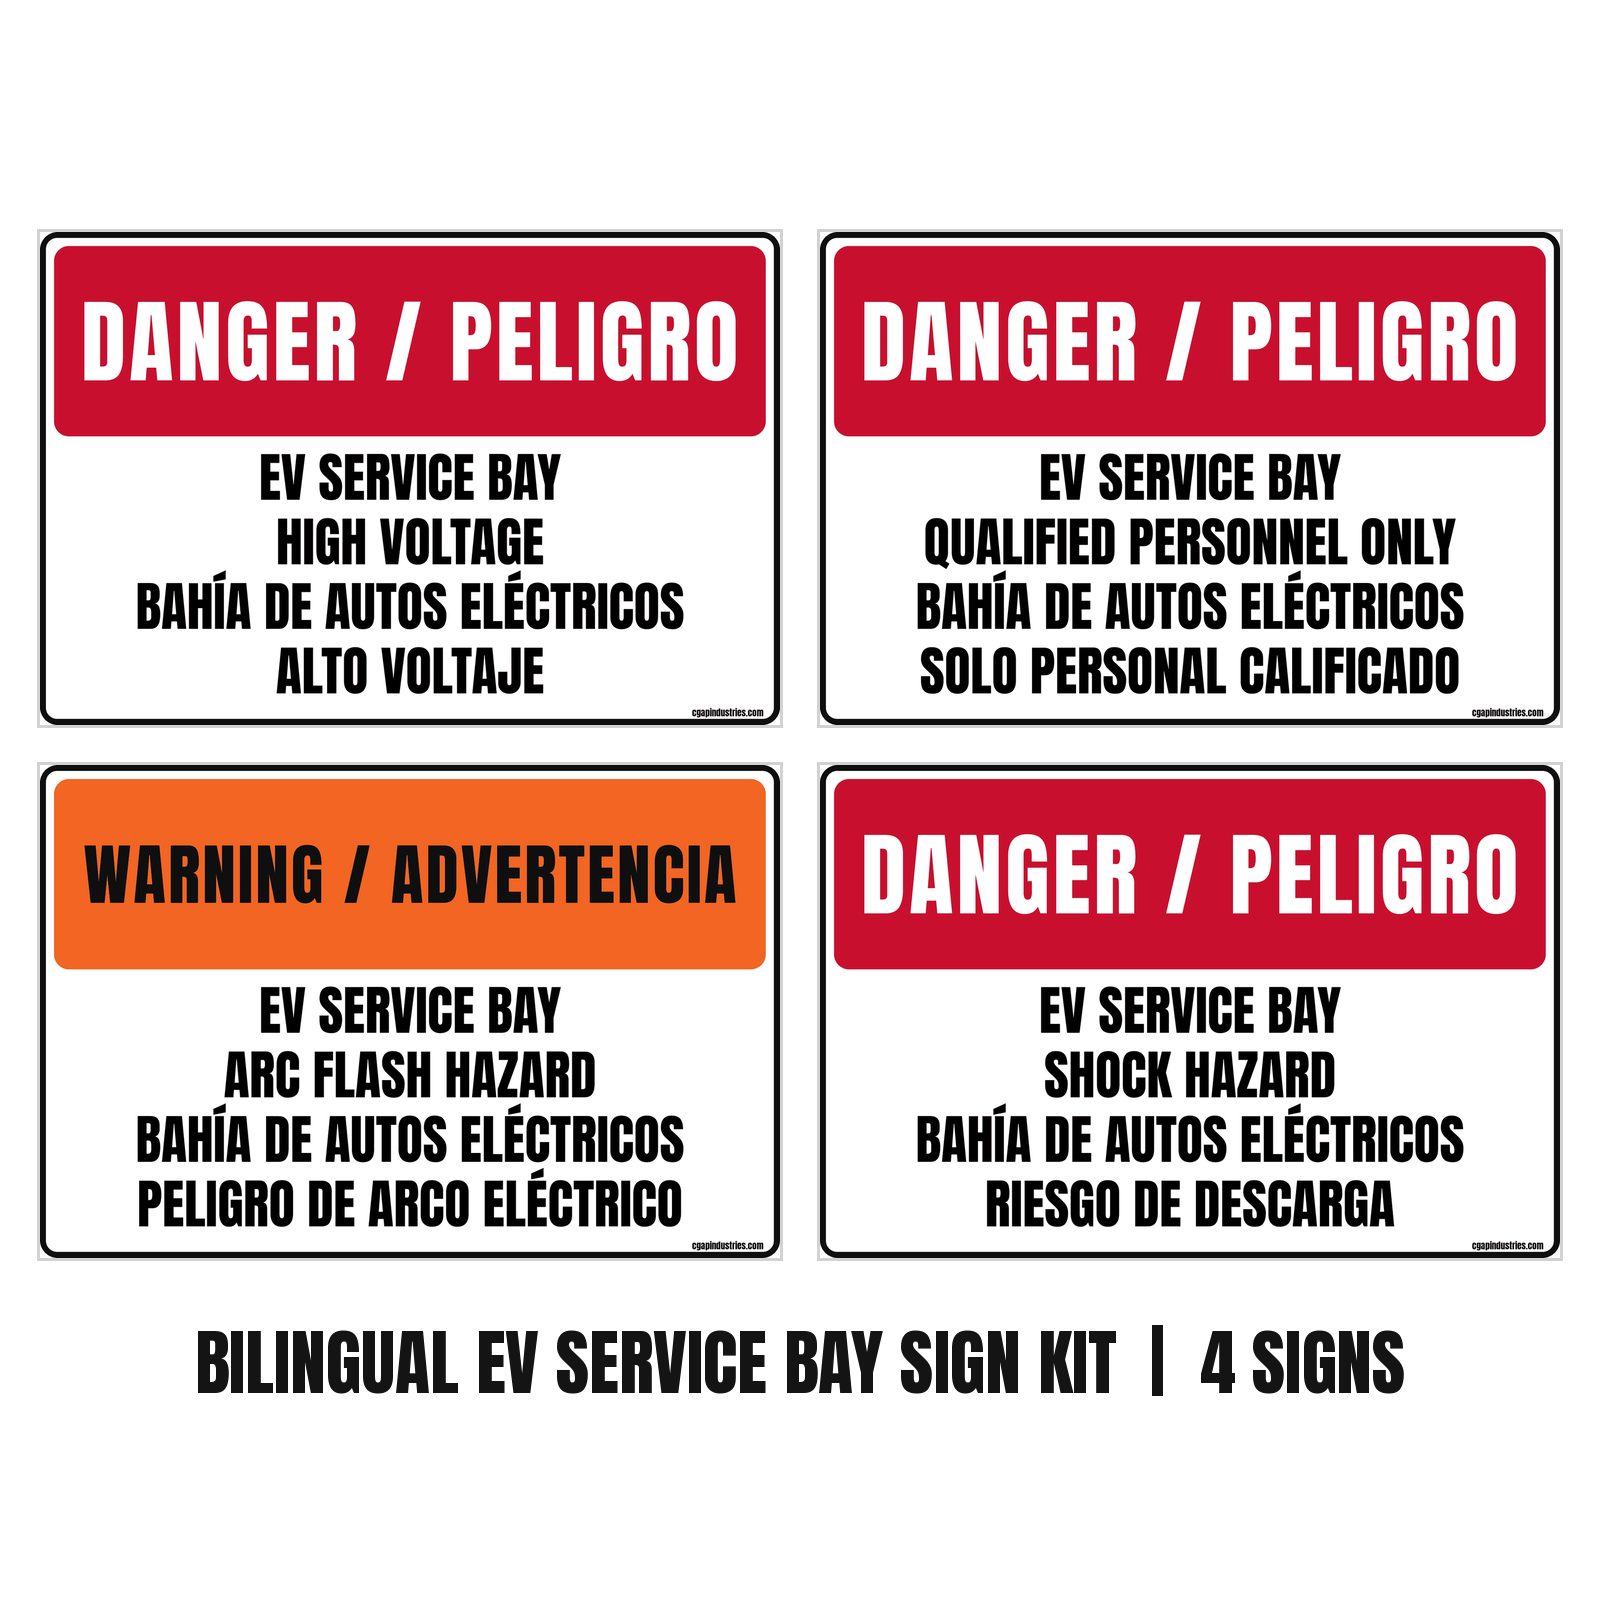 DANGER / PELIGRO
EV SERVICE BAY
HIGH VOLTAGE
BAHÍA DE AUTOS ELÉCTRICOS
ALTO VOLTAJE
cgapindustries.com
DANGER / PELIGRO
EV SERVICE BAY
QUALIFIED PERSONNEL ONLY
BAHÍA DE AUTOS ELÉCTRICOS
SOLO PERSONAL CALIFICADO
cgapindustries.com
WARNING / ADVERTENCIA
EV SERVICE BAY
ARC FLASH HAZARD
BAHÍA DE AUTOS ELÉCTRICOS
PELIGRO DE ARCO ELÉCTRICO
cgapindustries.com
DANGER / PELIGRO
EV SERVICE BAY
SHOCK HAZARD
BAHÍA DE AUTOS ELÉCTRICOS
RIESGO DE DESCARGA
cgapindustries.com
BILINGUAL EV SERVICE BAY SIGN KIT | 4 SIGNS